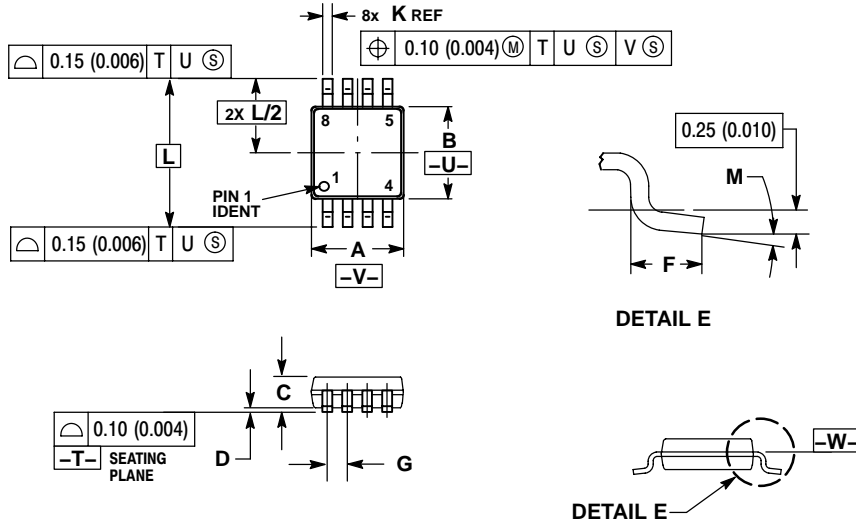 8x K REF
⌖ 0.10 (0.004) Ⓜ T U Ⓢ V Ⓢ
⌓ 0.15 (0.006) T U Ⓢ
2X L/2
8 5
B
–U–
L
0.25 (0.010)
M
PIN 1
IDENT
1
4
⌓ 0.15 (0.006) T U Ⓢ
A
–V–
F
DETAIL E
C
⌓ 0.10 (0.004)
–T– SEATING
PLANE
D
G
–W–
DETAIL E